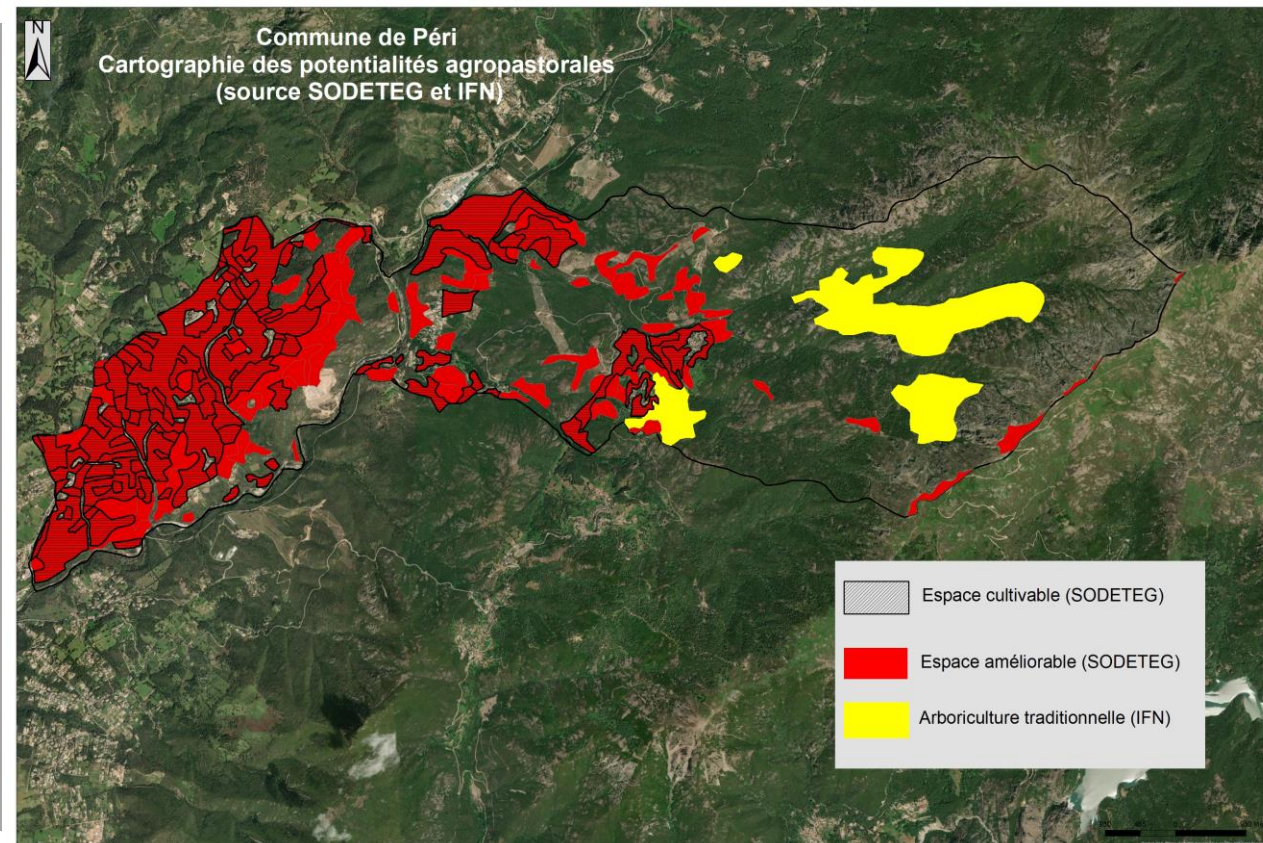 N
Commune de Péri
Cartographie des potentialités agropastorales
(source SODETEG et IFN)
Espace cultivable (SODETEG)
Espace améliorable (SODETEG)
Arboriculture traditionnelle (IFN)